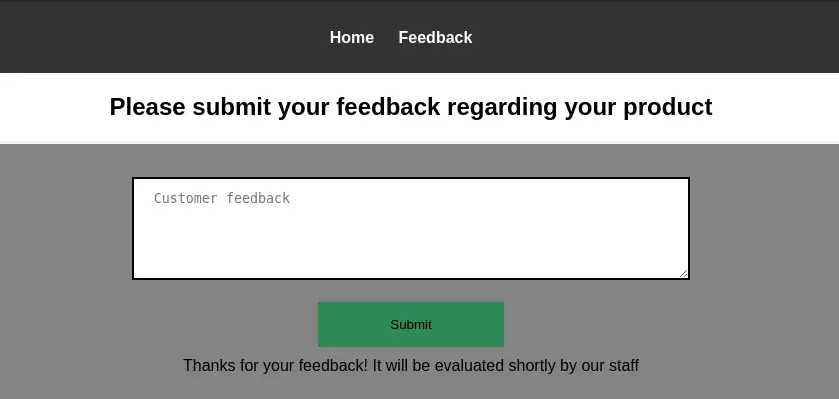 Home Feedback
Please submit your feedback regarding your product
Customer feedback
Submit
Thanks for your feedback! It will be evaluated shortly by our staff